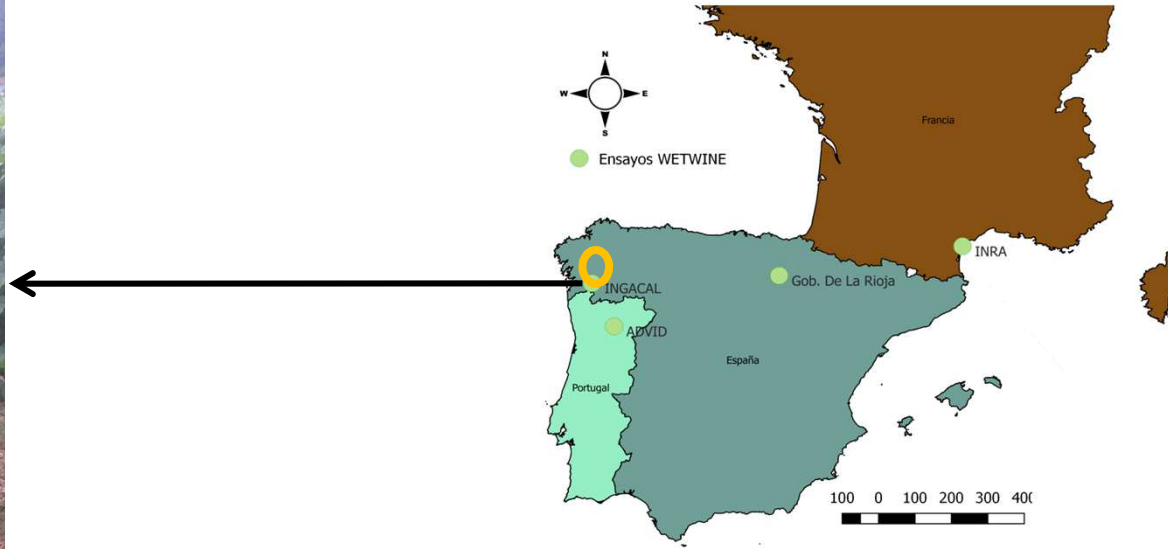 N
W E
S
Ensayos WETWINE
Francia
INRA
Gob. De La Rioja
INGACAL
ADVID
España
Portugal
100 0 100 200 300 400